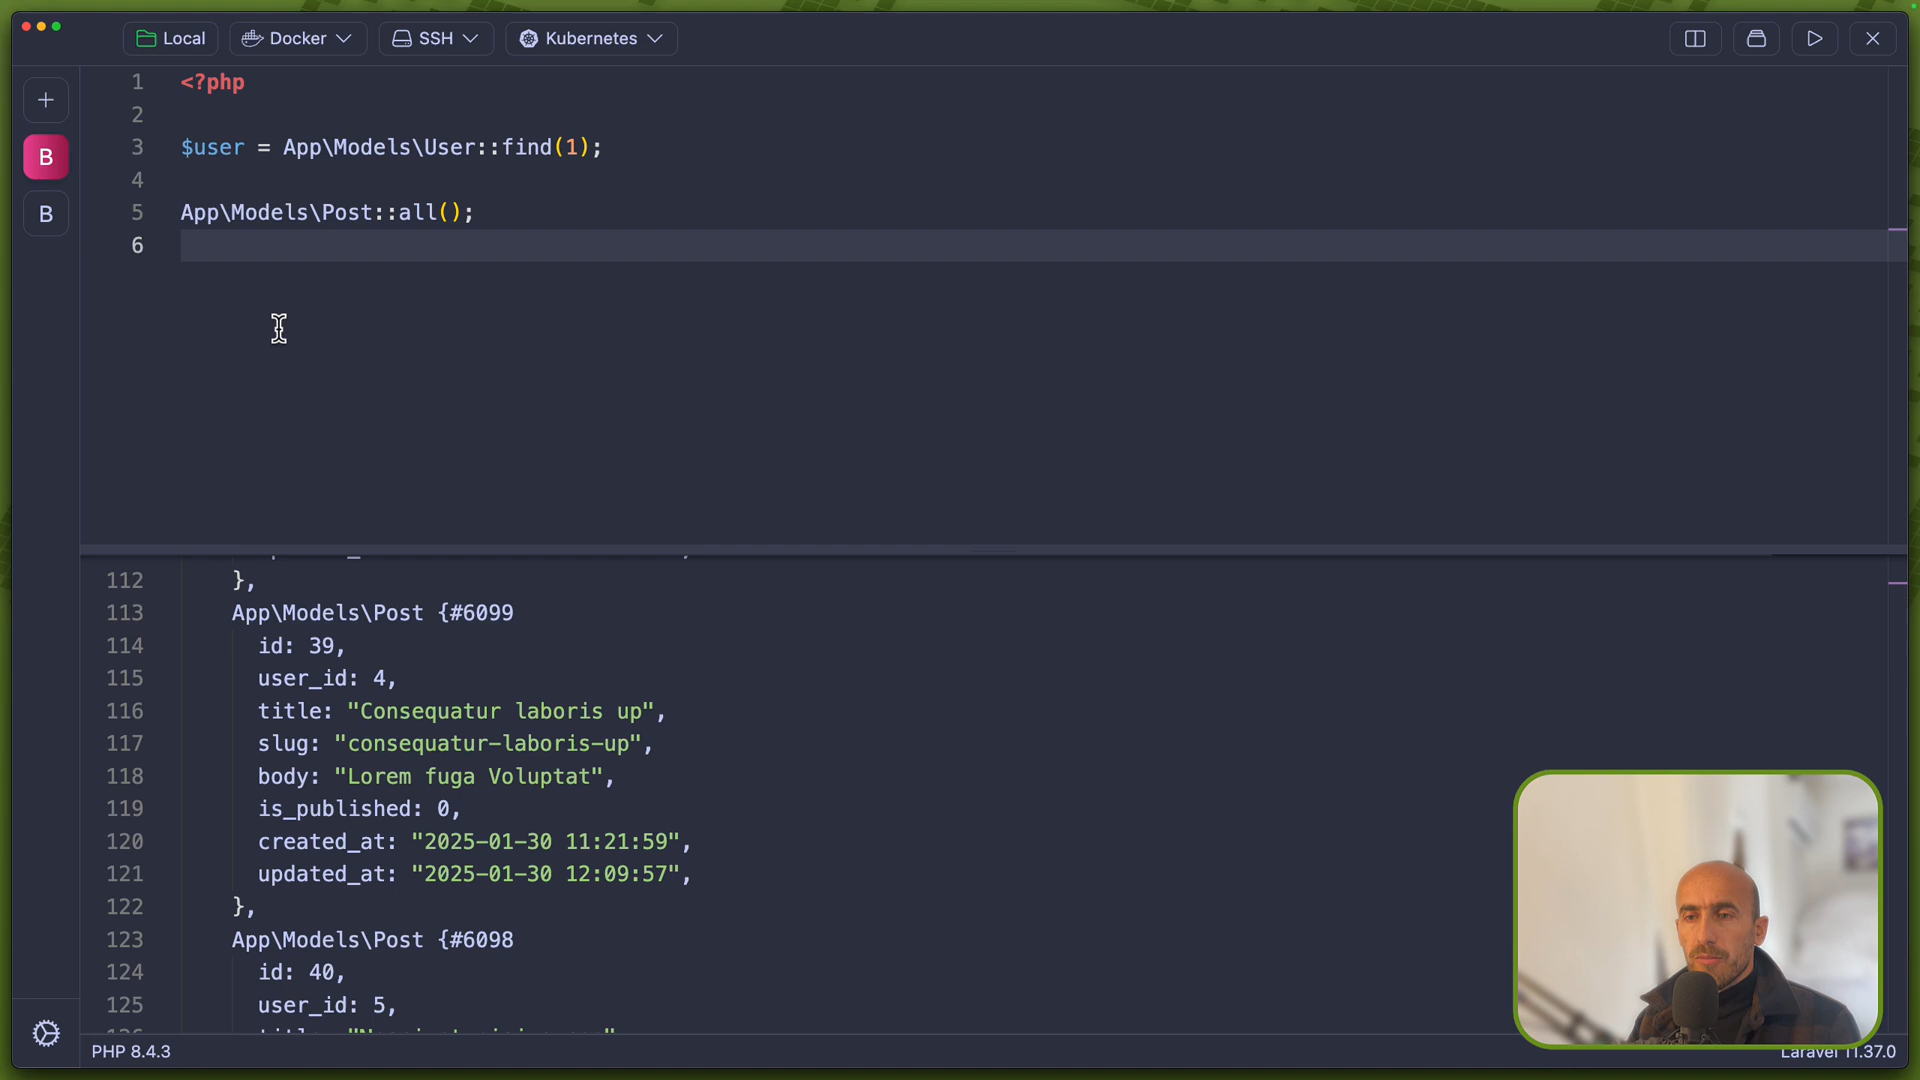 Local Docker SSH Kubernetes
1 <?php
2
3 $user = App\Models\User::find(1);
4
5 App\Models\Post::all();
6
B
B
112 },
113 App\Models\Post {#6099
114 id: 39,
115 user_id: 4,
116 title: "Consequatur laboris up",
117 slug: "consequatur-laboris-up",
118 body: "Lorem fuga Voluptat",
119 is_published: 0,
120 created_at: "2025-01-30 11:21:59",
121 updated_at: "2025-01-30 12:09:57",
122 },
123 App\Models\Post {#6098
124 id: 40,
125 user_id: 5,
PHP 8.4.3
Laravel 11.37.0